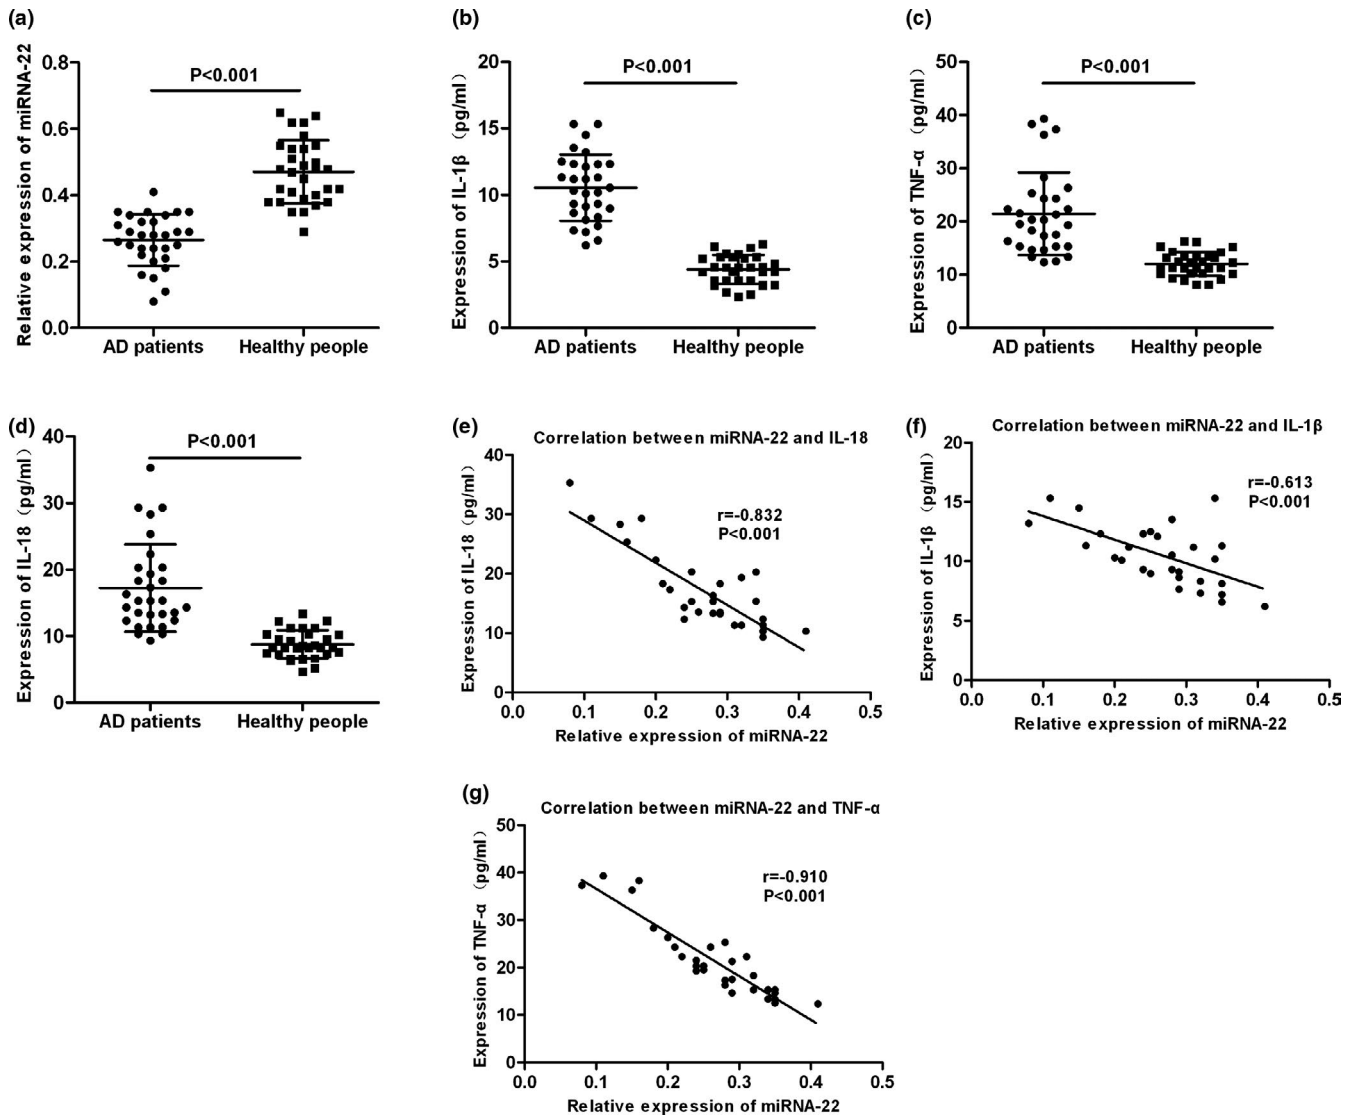 (a)
Relative expression of miRNA-22
0.8
0.6
0.4
0.2
0.0
P<0.001
AD patients
Healthy people
(b)
Expression of IL-1β （pg/ml）
20
15
10
5
0
P<0.001
AD patients
Healthy people
(c)
Expression of TNF-α （pg/ml）
50
40
30
20
10
0
P<0.001
AD patients
Healthy people
(d)
Expression of IL-18（pg/ml）
40
30
20
10
0
P<0.001
AD patients
Healthy people
(e)
Correlation between miRNA-22 and IL-18
Expression of IL-18（pg/ml）
40
30
20
10
0
r=-0.832
P<0.001
0.0
0.1
0.2
0.3
0.4
0.5
Relative expression of miRNA-22
(f)
Correlation between miRNA-22 and IL-1β
Expression of IL-1β （pg/ml）
20
15
10
5
0
r=-0.613
P<0.001
0.0
0.1
0.2
0.3
0.4
0.5
Relative expression of miRNA-22
(g)
Correlation between miRNA-22 and TNF-α
Expression of TNF-α （pg/ml）
50
40
30
20
10
0
r=-0.910
P<0.001
0.0
0.1
0.2
0.3
0.4
0.5
Relative expression of miRNA-22